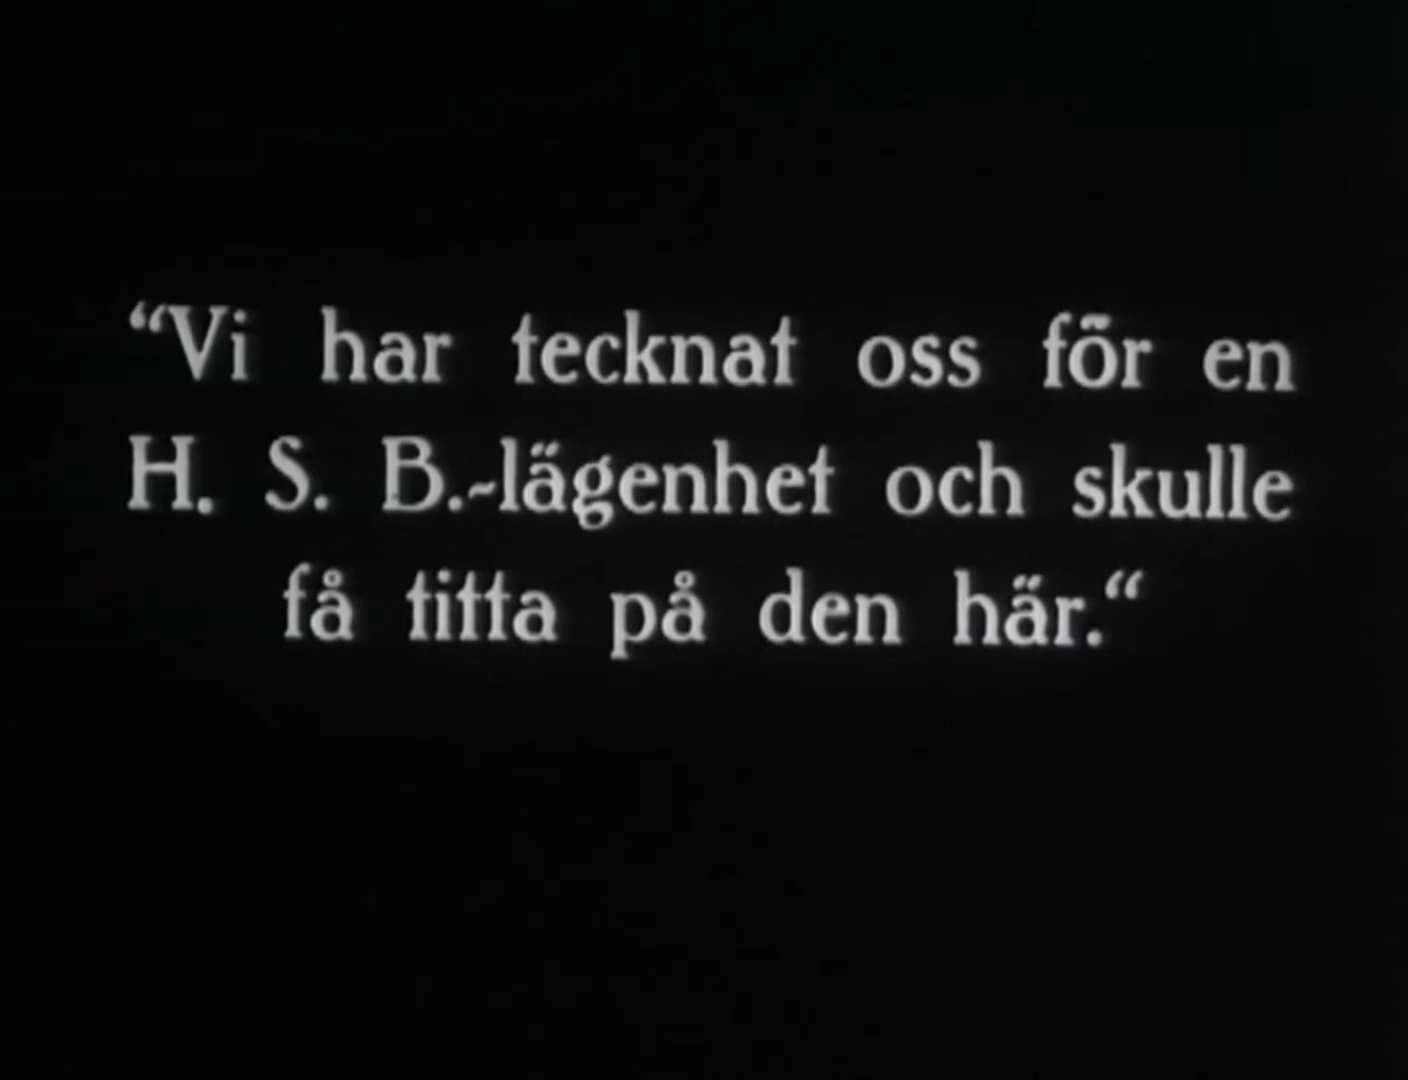 “Vi har tecknat oss för en
H. S. B.-lägenhet och skulle
få titta på den här.“